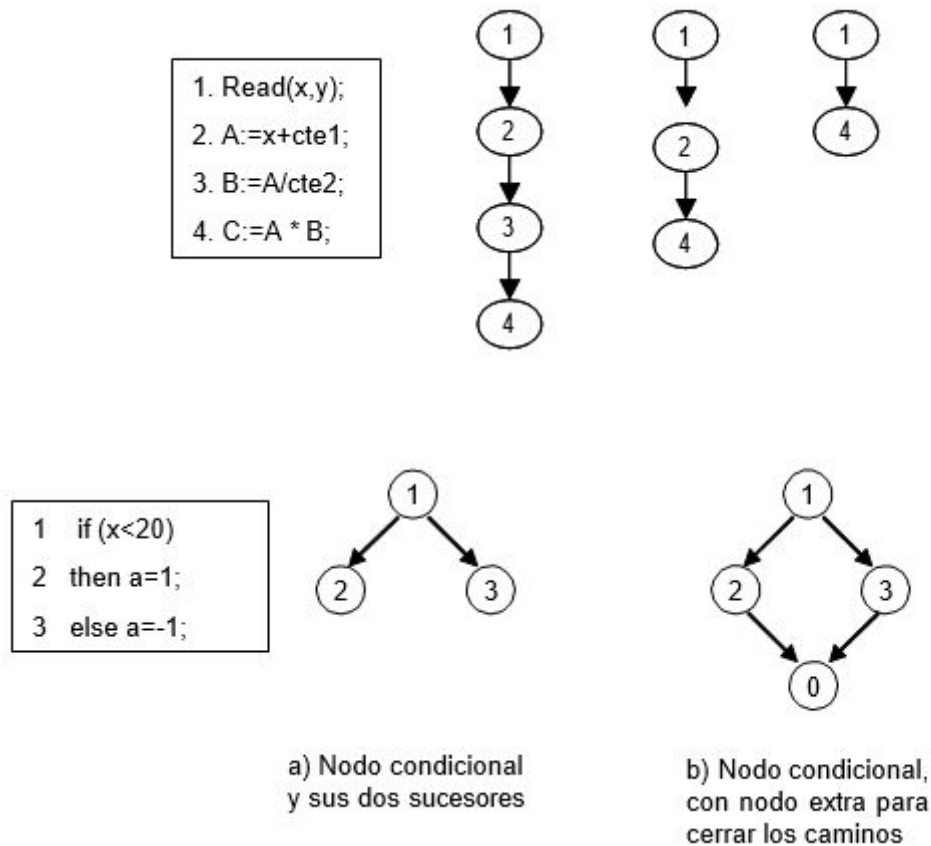 1 1 1
1. Read(x,y);
2. A:=x+cte1;
3. B:=A/cte2;
4. C:=A * B;
2 2 4
3 4
4
1 if (x<20)
2 then a=1;
3 else a=-1;
1
2 3
1
2 3
0
a) Nodo condicional
y sus dos sucesores
b) Nodo condicional,
con nodo extra para
cerrar los caminos